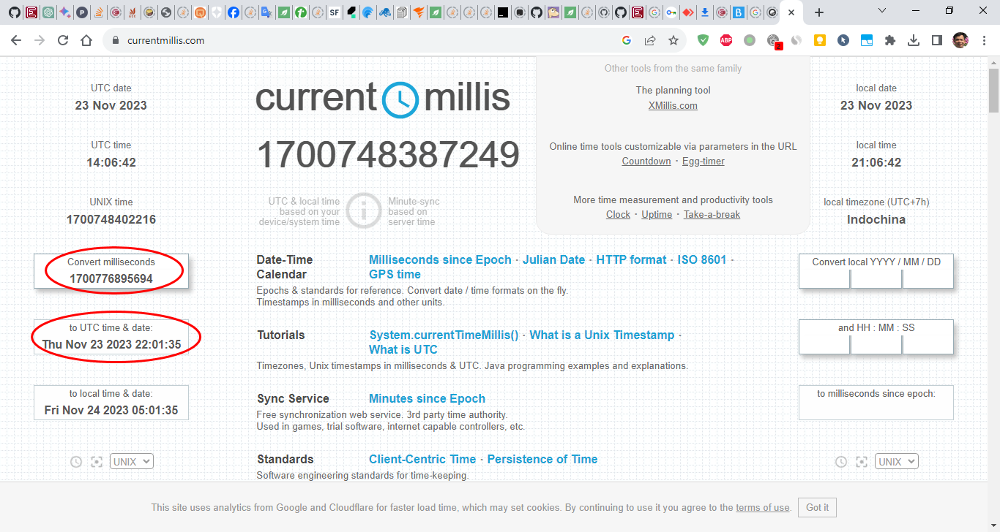 currentmillis.com
ABP
2
UTC date
23 Nov 2023
UTC time
14:06:42
UNIX time
1700748402216
current millis
1700748387249
UTC & local time
based on your
device/system time
Minute-sync
based on
server time
Other tools from the same family
The planning tool
XMillis.com
Online time tools customizable via parameters in the URL
Countdown · Egg-timer
More time measurement and productivity tools
Clock · Uptime · Take-a-break
local date
23 Nov 2023
local time
21:06:42
local timezone (UTC+7h)
Indochina
Convert milliseconds
1700776895694
to UTC time & date:
Thu Nov 23 2023 22:01:35
to local time & date:
Fri Nov 24 2023 05:01:35
UNIX
Date-Time
Calendar
Milliseconds since Epoch · Julian Date · HTTP format · ISO 8601 ·
GPS time
Epochs & standards for reference. Convert date / time formats on the fly.
Timestamps in milliseconds and other units.
Tutorials
System.currentTimeMillis() · What is a Unix Timestamp ·
What is UTC
Timezones, Unix timestamps in milliseconds & UTC. Java programming examples and explanations.
Sync Service
Minutes since Epoch
Free synchronization web service. 3rd party time authority.
Used in games, trial software, internet capable controllers, etc.
Standards
Client-Centric Time · Persistence of Time
Software engineering standards for time-keeping.
Convert local YYYY / MM / DD
and HH : MM : SS
to milliseconds since epoch:
UNIX
This site uses analytics from Google and Cloudflare for faster load time, which may set cookies. By continuing to use it you agree to the terms of use.
Got it